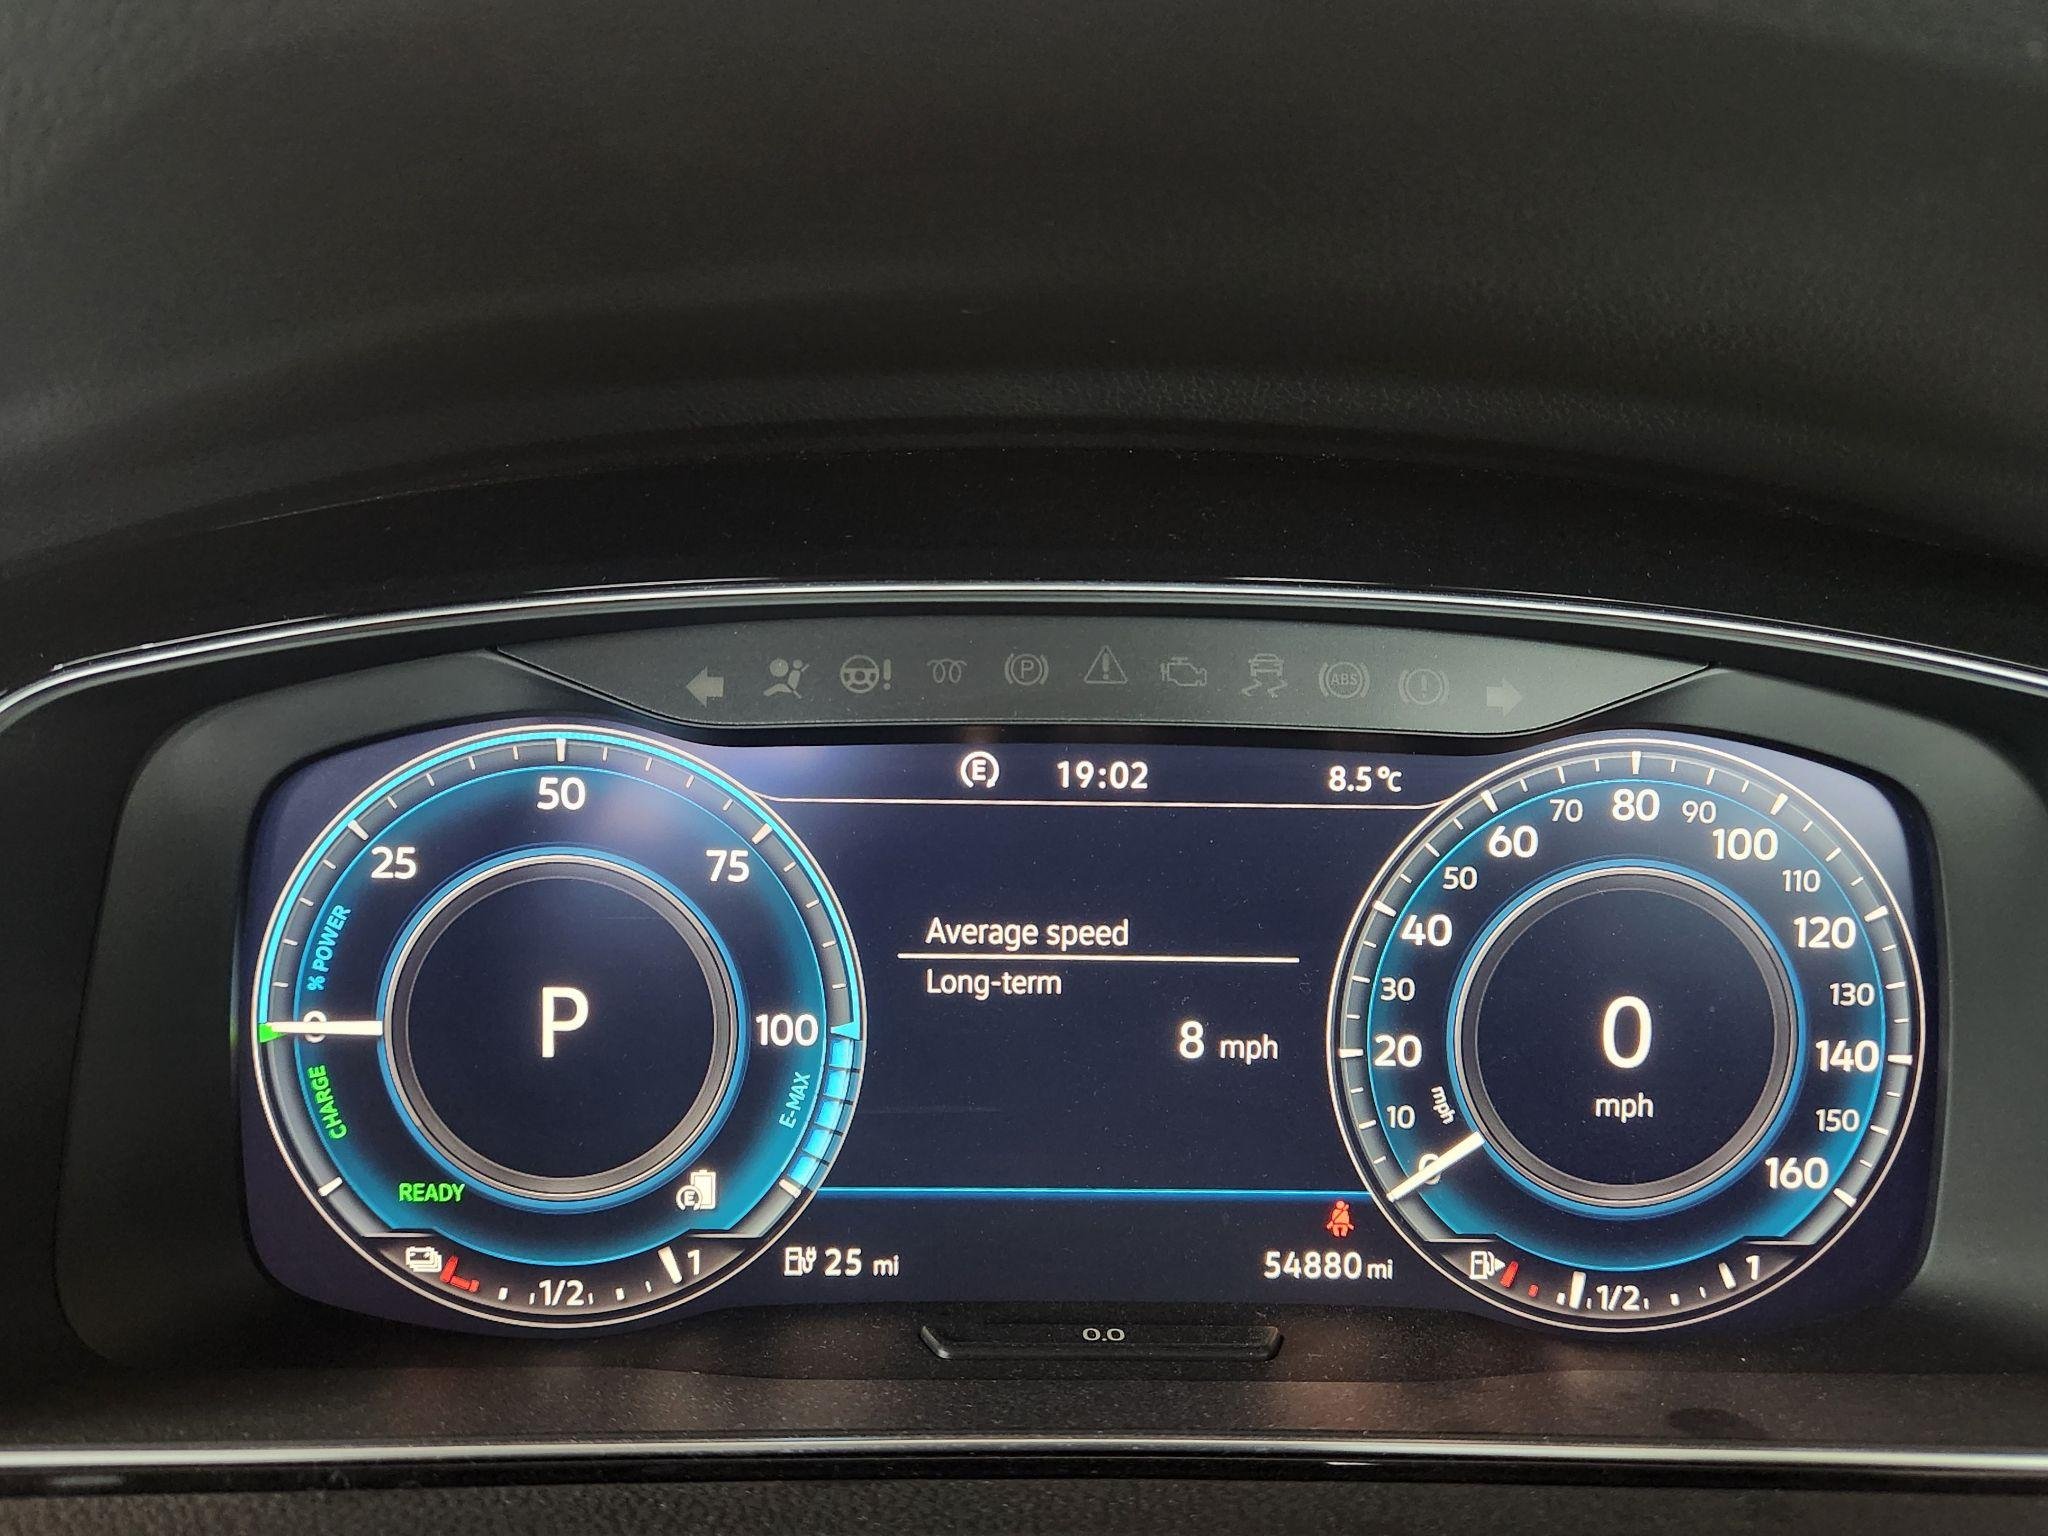 P
ABS
E 19:02 8.5°C
0 25 50 75 100
% POWER
CHARGE
E-MAX
P
READY
E
1/2 1
25 mi
Average speed
Long-term
8 mph
54880 mi
0 10 20 30 40 50 60 70 80 90 100 110 120 130 140 150 160
mph
0
mph
1/2 1
0.0